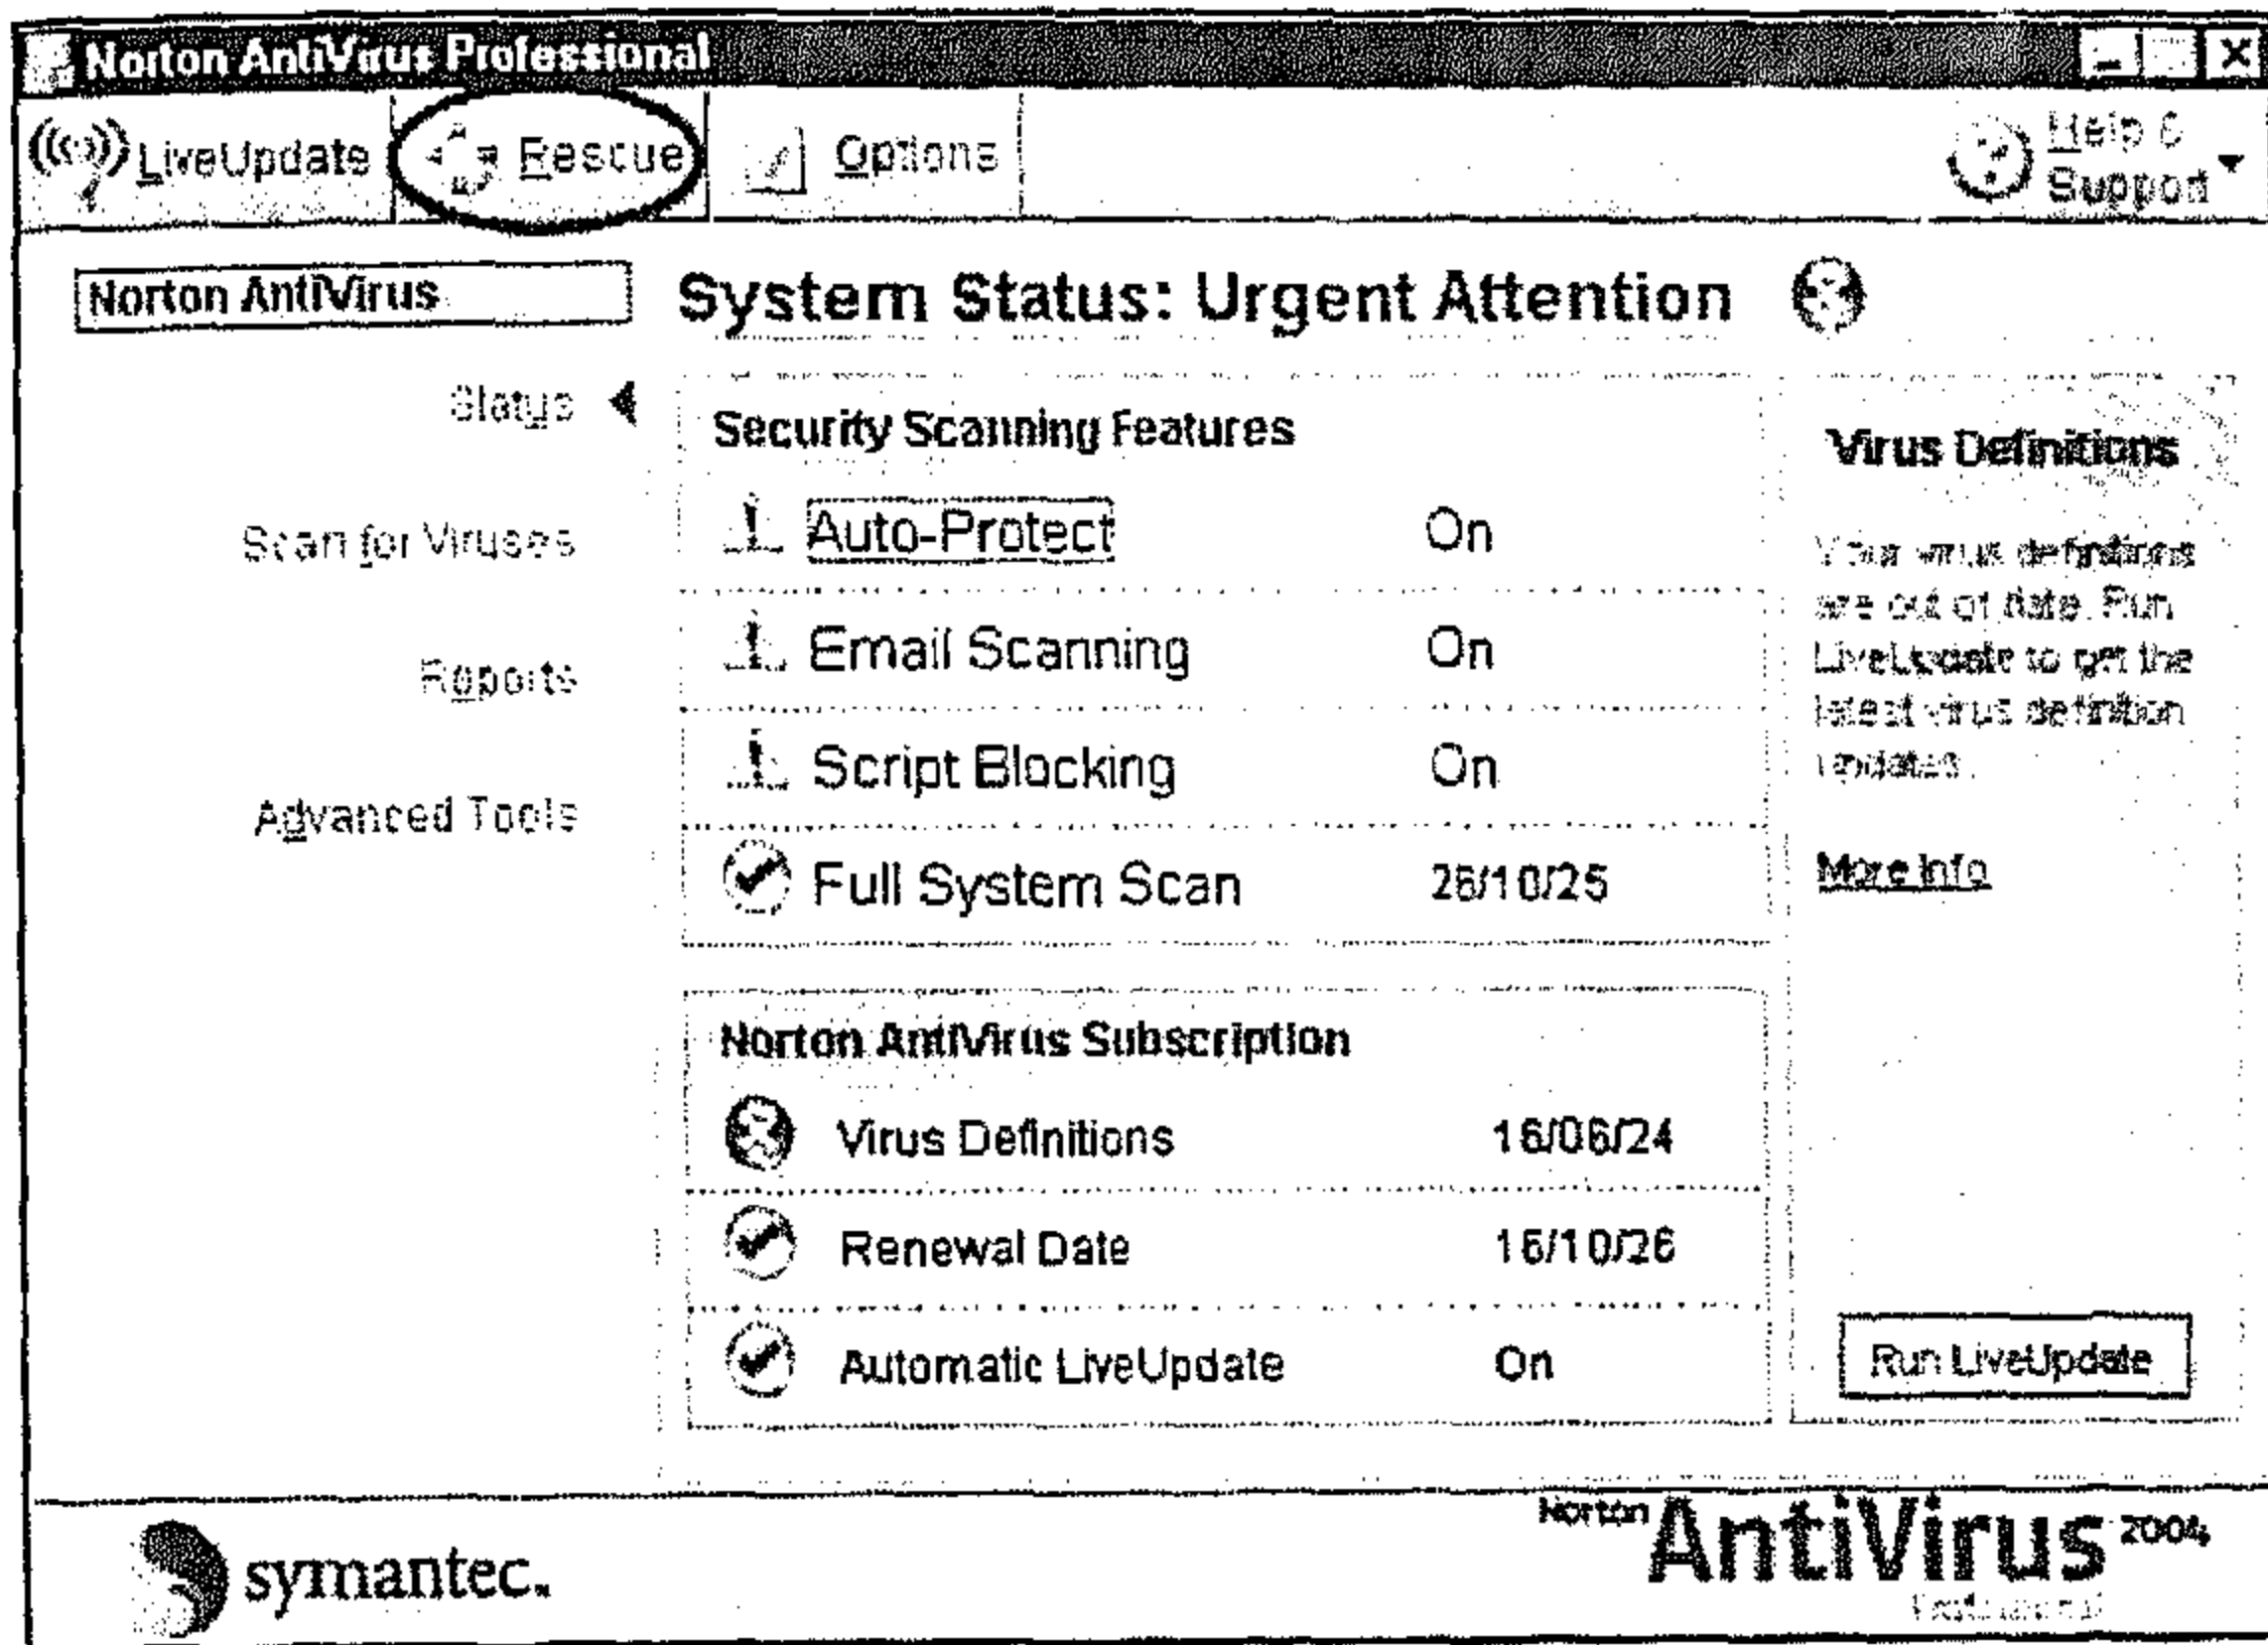 Norton AntiVirus Professional
LiveUpdate Rescue Options Help &
Support
Norton AntiVirus
System Status: Urgent Attention
Status
Security Scanning Features
Virus Definitions
Scan for Viruses
Auto-Protect On
Your virus definitions
are out of date. Run
LiveUpdate to get the
latest virus definition
updates.
Reports
Email Scanning On
Script Blocking On
Advanced Tools
Full System Scan 26/10/25
More Info
Norton AntiVirus Subscription
Virus Definitions 16/06/24
Renewal Date 16/10/26
Automatic LiveUpdate On
Run LiveUpdate
symantec.
Norton AntiVirus 2004
Professional